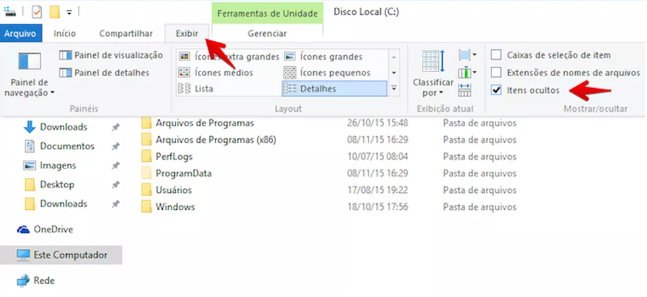 Ferramentas de Unidade Disco Local (C:)
Arquivo Início Compartilhar Exibir Gerenciar
Painel de navegação
Painel de visualização
Painel de detalhes
Painéis
Ícones extra grandes Ícones grandes
Ícones médios Ícones pequenos
Lista Detalhes
Layout
Classificar por
Exibição atual
Caixas de seleção de item
Extensões de nomes de arquivos
Itens ocultos
Mostrar/ocultar
Downloads
Documentos
Imagens
Desktop
Downloads
OneDrive
Este Computador
Rede
Arquivos de Programas 26/10/15 15:48 Pasta de arquivos
Arquivos de Programas (x86) 08/11/15 16:29 Pasta de arquivos
PerfLogs 10/07/15 08:04 Pasta de arquivos
ProgramData 08/11/15 16:29 Pasta de arquivos
Usuários 17/08/15 19:22 Pasta de arquivos
Windows 18/10/15 17:56 Pasta de arquivos